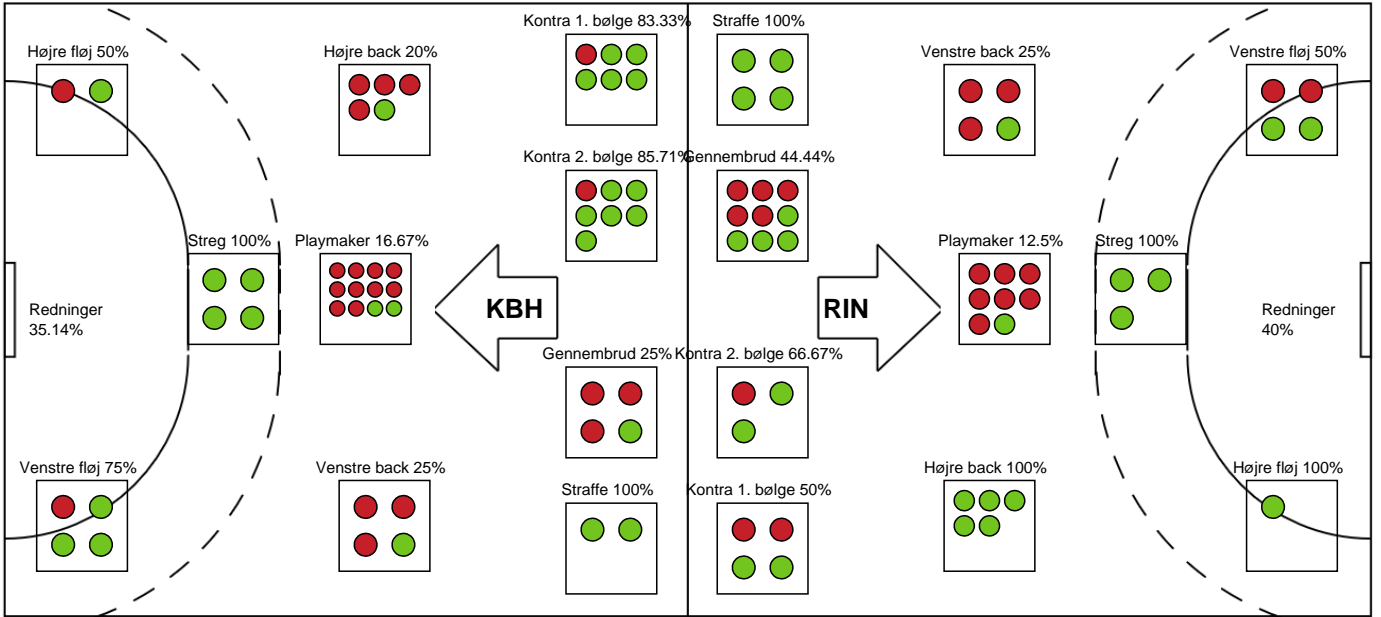 Kontra 1. bølge 83.33%
Straffe 100%
Højre fløj 50%
Højre back 20%
Venstre back 25%
Venstre fløj 50%
Kontra 2. bølge 85.71%
Gennembrud 44.44%
Streg 100%
Playmaker 16.67%
Playmaker 12.5%
Streg 100%
Redninger
35.14%
KBH
RIN
Redninger
40%
Gennembrud 25%
Kontra 2. bølge 66.67%
Venstre fløj 75%
Venstre back 25%
Højre back 100%
Højre fløj 100%
Straffe 100%
Kontra 1. bølge 50%